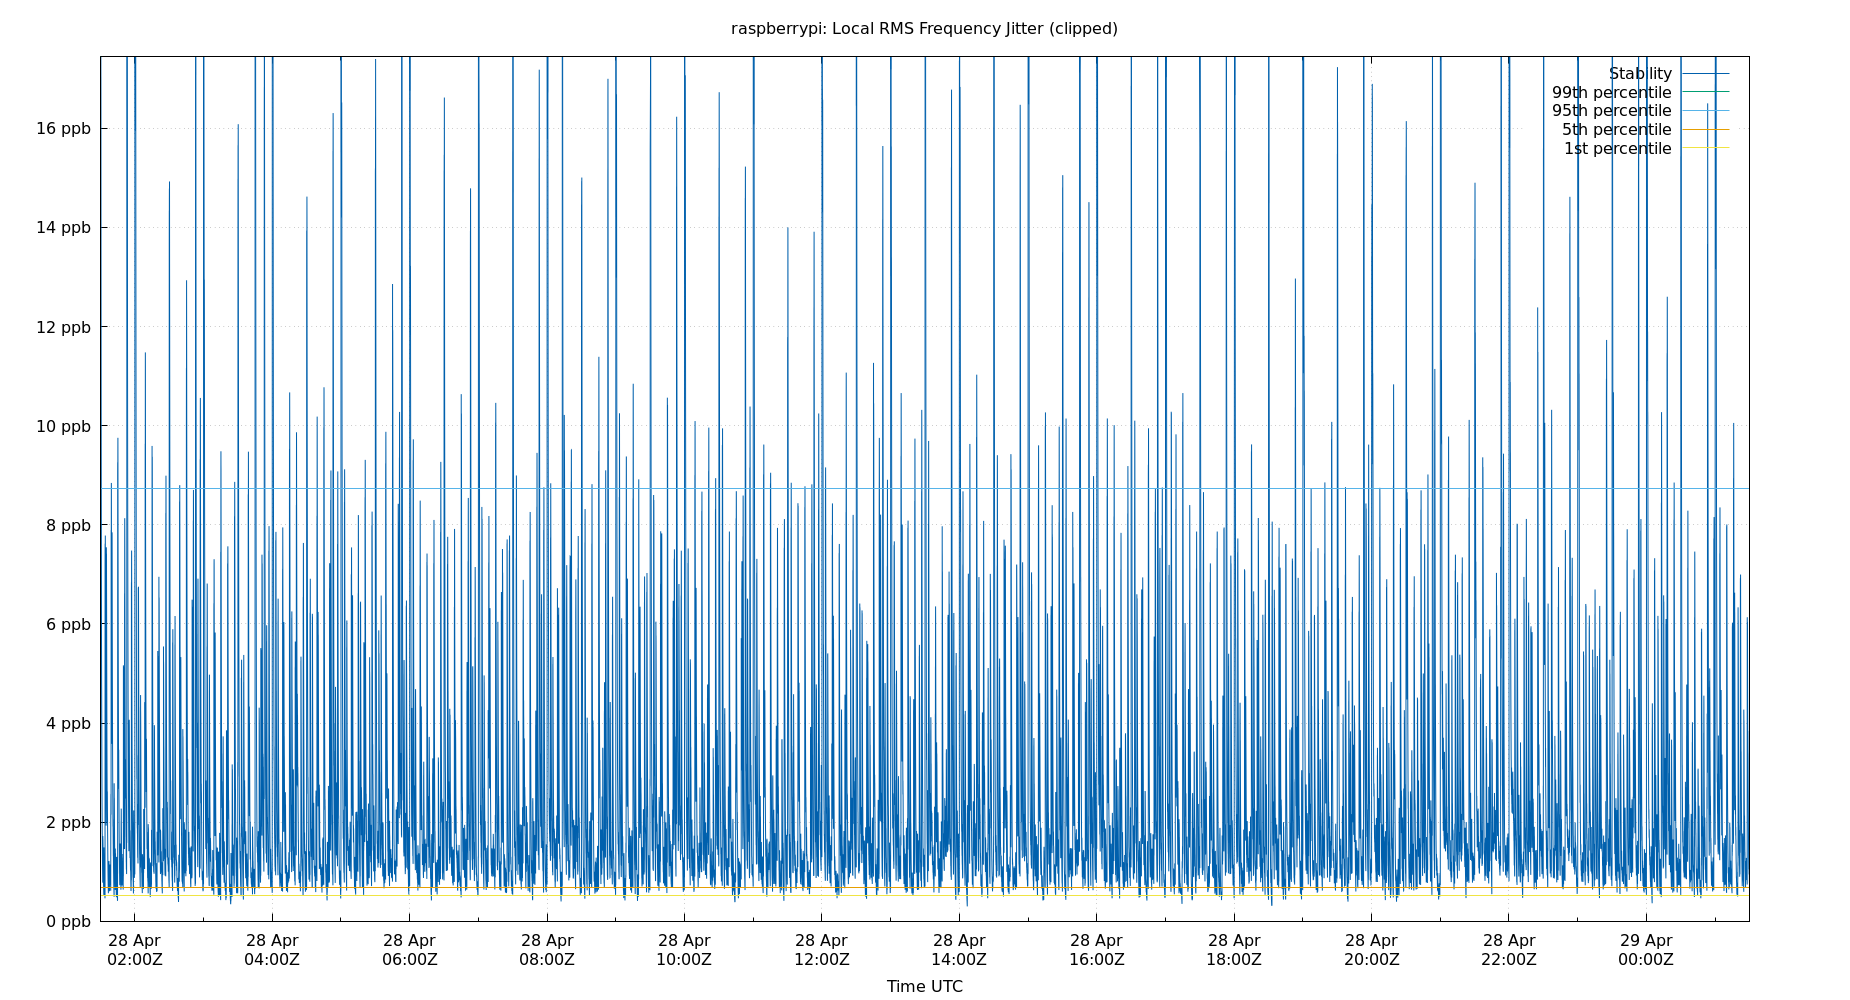 raspberrypi: Local RMS Frequency Jitter (clipped)
Stability
99th percentile
95th percentile
5th percentile
1st percentile
16 ppb
14 ppb
12 ppb
10 ppb
8 ppb
6 ppb
4 ppb
2 ppb
0 ppb
28 Apr 28 Apr 28 Apr 28 Apr 28 Apr 28 Apr 28 Apr 28 Apr 28 Apr 28 Apr 28 Apr 29 Apr
02:00Z 04:00Z 06:00Z 08:00Z 10:00Z 12:00Z 14:00Z 16:00Z 18:00Z 20:00Z 22:00Z 00:00Z
Time UTC